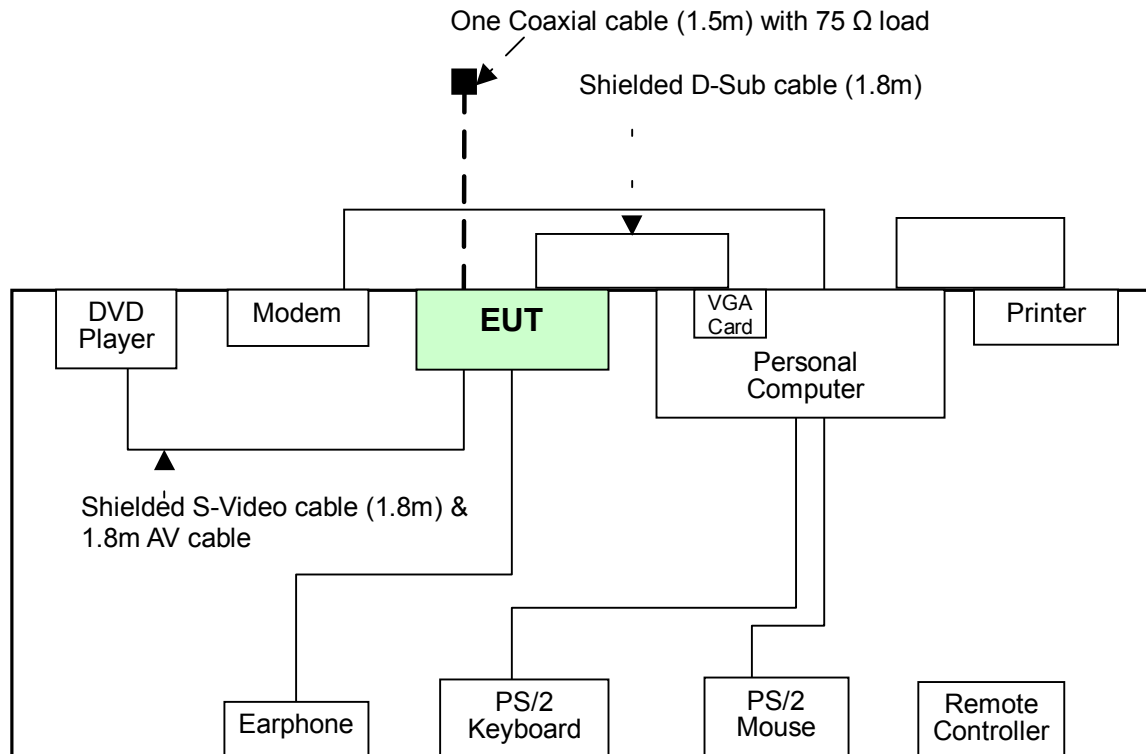 One Coaxial cable (1.5m) with 75 Ω load
Shielded D-Sub cable (1.8m)
DVD
Player
Modem
EUT
VGA
Card
Personal
Computer
Printer
Shielded S-Video cable (1.8m) &
1.8m AV cable
Earphone
PS/2
Keyboard
PS/2
Mouse
Remote
Controller